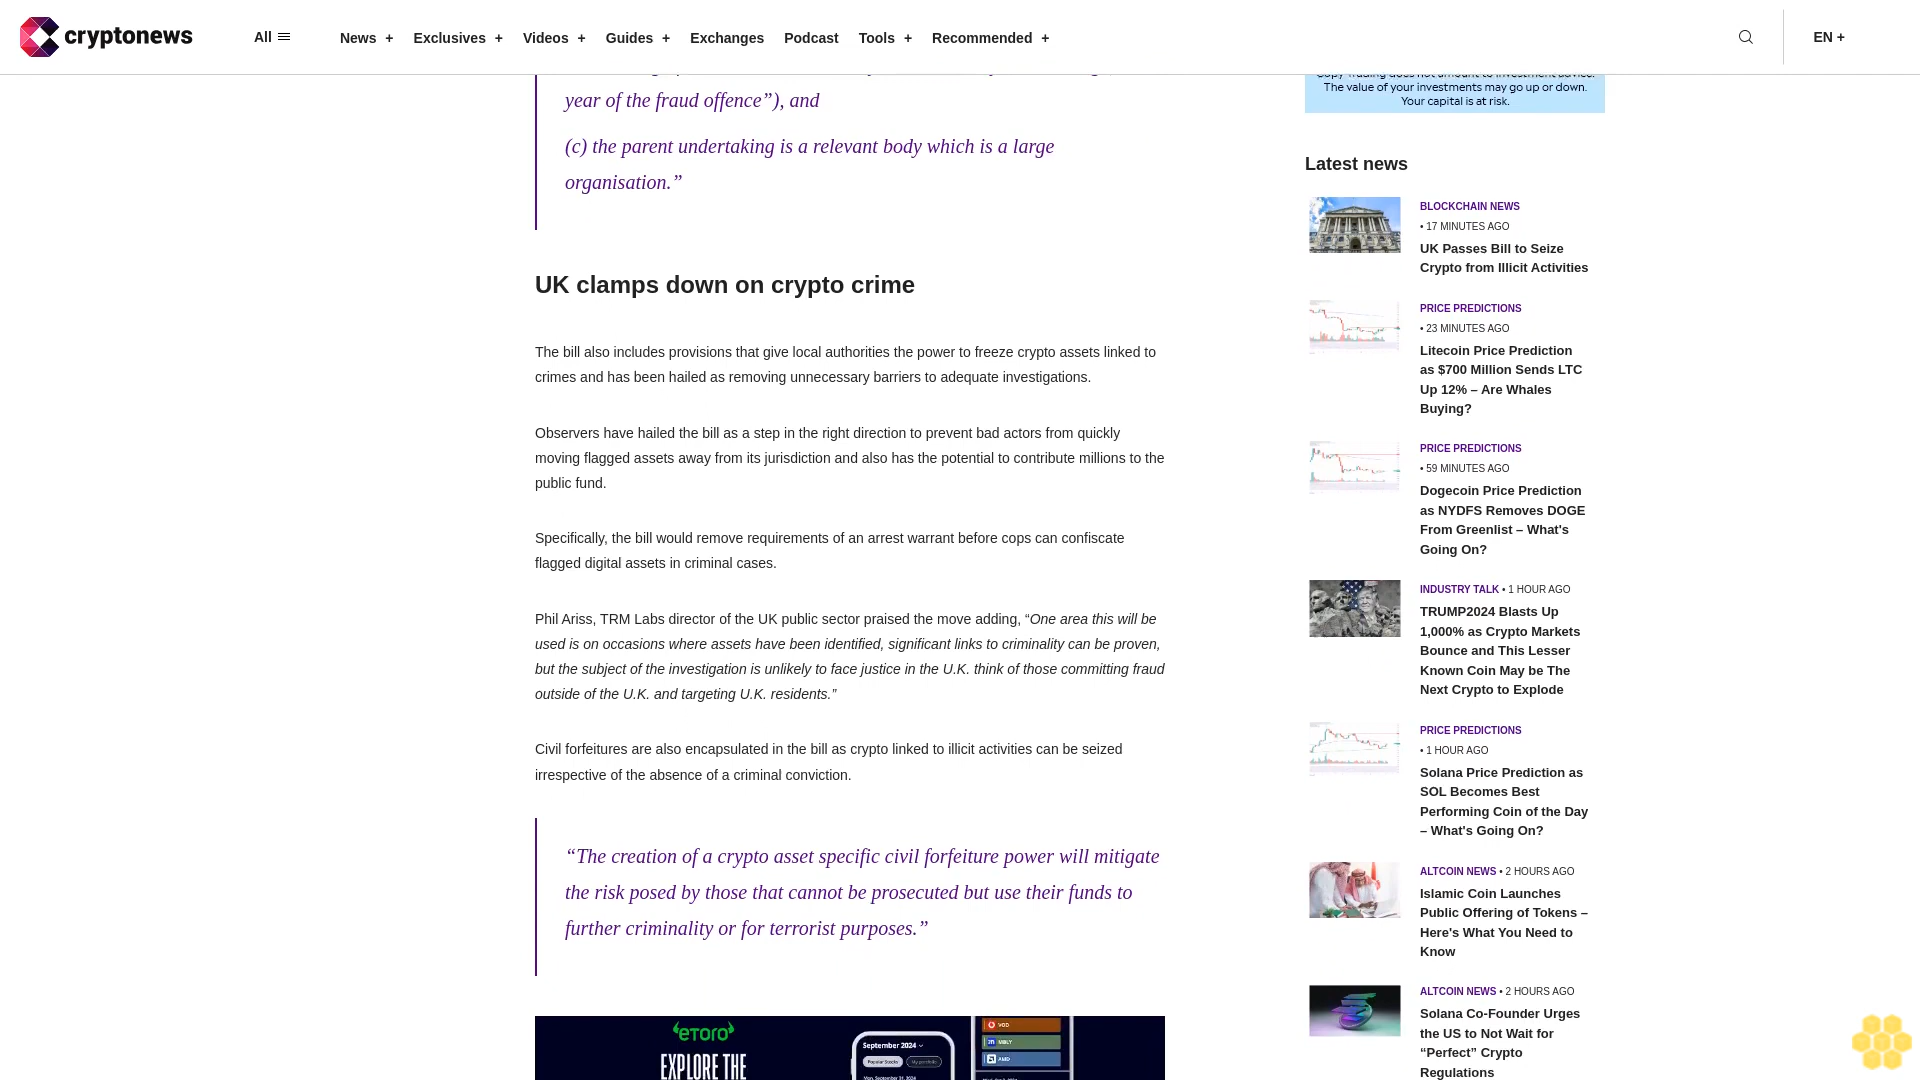 cryptonews
All
News +
Exclusives +
Videos +
Guides +
Exchanges
Podcast
Tools +
Recommended +
EN +
year of the fraud offence”), and
(c) the parent undertaking is a relevant body which is a large
organisation.”
UK clamps down on crypto crime
The bill also includes provisions that give local authorities the power to freeze crypto assets linked to
crimes and has been hailed as removing unnecessary barriers to adequate investigations.
Observers have hailed the bill as a step in the right direction to prevent bad actors from quickly
moving flagged assets away from its jurisdiction and also has the potential to contribute millions to the
public fund.
Specifically, the bill would remove requirements of an arrest warrant before cops can confiscate
flagged digital assets in criminal cases.
Phil Ariss, TRM Labs director of the UK public sector praised the move adding, “One area this will be
used is on occasions where assets have been identified, significant links to criminality can be proven,
but the subject of the investigation is unlikely to face justice in the U.K. think of those committing fraud
outside of the U.K. and targeting U.K. residents.”
Civil forfeitures are also encapsulated in the bill as crypto linked to illicit activities can be seized
irrespective of the absence of a criminal conviction.
“The creation of a crypto asset specific civil forfeiture power will mitigate
the risk posed by those that cannot be prosecuted but use their funds to
further criminality or for terrorist purposes.”
eToro
EXPLORE THE
September 2024
Popular Stocks
My portfolio
Mon, September 31, 2024
VOD
MBLY
AMD
Copy Trading does not amount to investment advice.
The value of your investments may go up or down.
Your capital is at risk.
Latest news
BLOCKCHAIN NEWS
• 17 MINUTES AGO
UK Passes Bill to Seize
Crypto from Illicit Activities
PRICE PREDICTIONS
• 23 MINUTES AGO
Litecoin Price Prediction
as $700 Million Sends LTC
Up 12% – Are Whales
Buying?
PRICE PREDICTIONS
• 59 MINUTES AGO
Dogecoin Price Prediction
as NYDFS Removes DOGE
From Greenlist – What's
Going On?
INDUSTRY TALK • 1 HOUR AGO
TRUMP2024 Blasts Up
1,000% as Crypto Markets
Bounce and This Lesser
Known Coin May be The
Next Crypto to Explode
PRICE PREDICTIONS
• 1 HOUR AGO
Solana Price Prediction as
SOL Becomes Best
Performing Coin of the Day
– What's Going On?
ALTCOIN NEWS • 2 HOURS AGO
Islamic Coin Launches
Public Offering of Tokens –
Here's What You Need to
Know
ALTCOIN NEWS • 2 HOURS AGO
Solana Co-Founder Urges
the US to Not Wait for
“Perfect” Crypto
Regulations